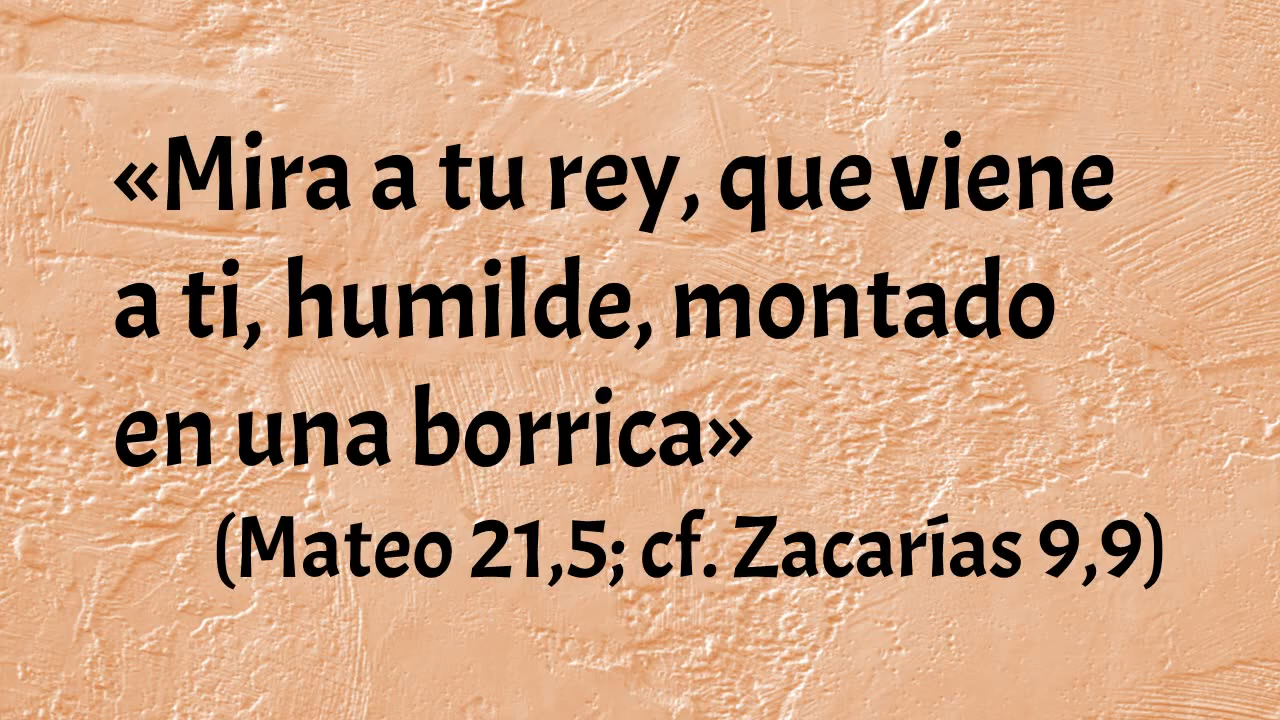 «Mira a tu rey, que viene
a ti, humilde, montado
en una borrica»
(Mateo 21,5; cf. Zacarías 9,9)